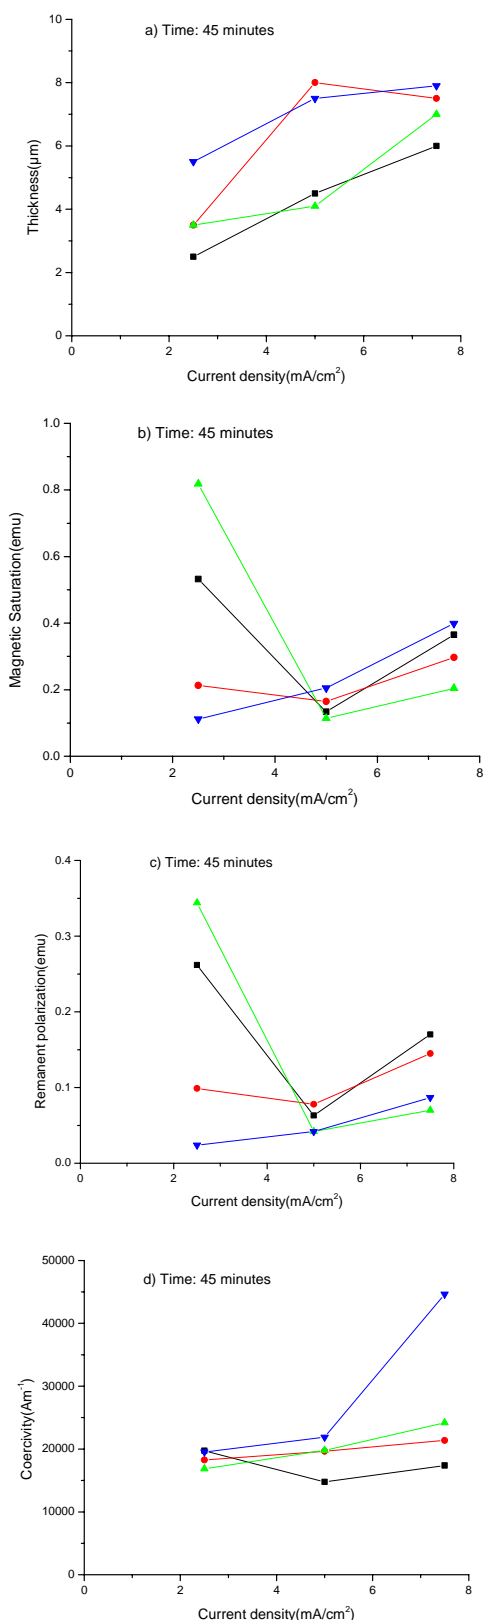 a) Time: 45 minutes
10
8
6
4
2
0
Thickness(µm)
0 2 4 6 8
Current density(mA/cm²)
b) Time: 45 minutes
1.0
0.8
0.6
0.4
0.2
0.0
Magnetic Saturation(emu)
0 2 4 6 8
Current density(mA/cm²)
c) Time: 45 minutes
0.4
0.3
0.2
0.1
0.0
Remanent polarization(emu)
0 2 4 6 8
Current density(mA/cm²)
d) Time: 45 minutes
50000
40000
30000
20000
10000
0
Coercivity(Am⁻¹)
0 2 4 6 8
Current density(mA/cm²)